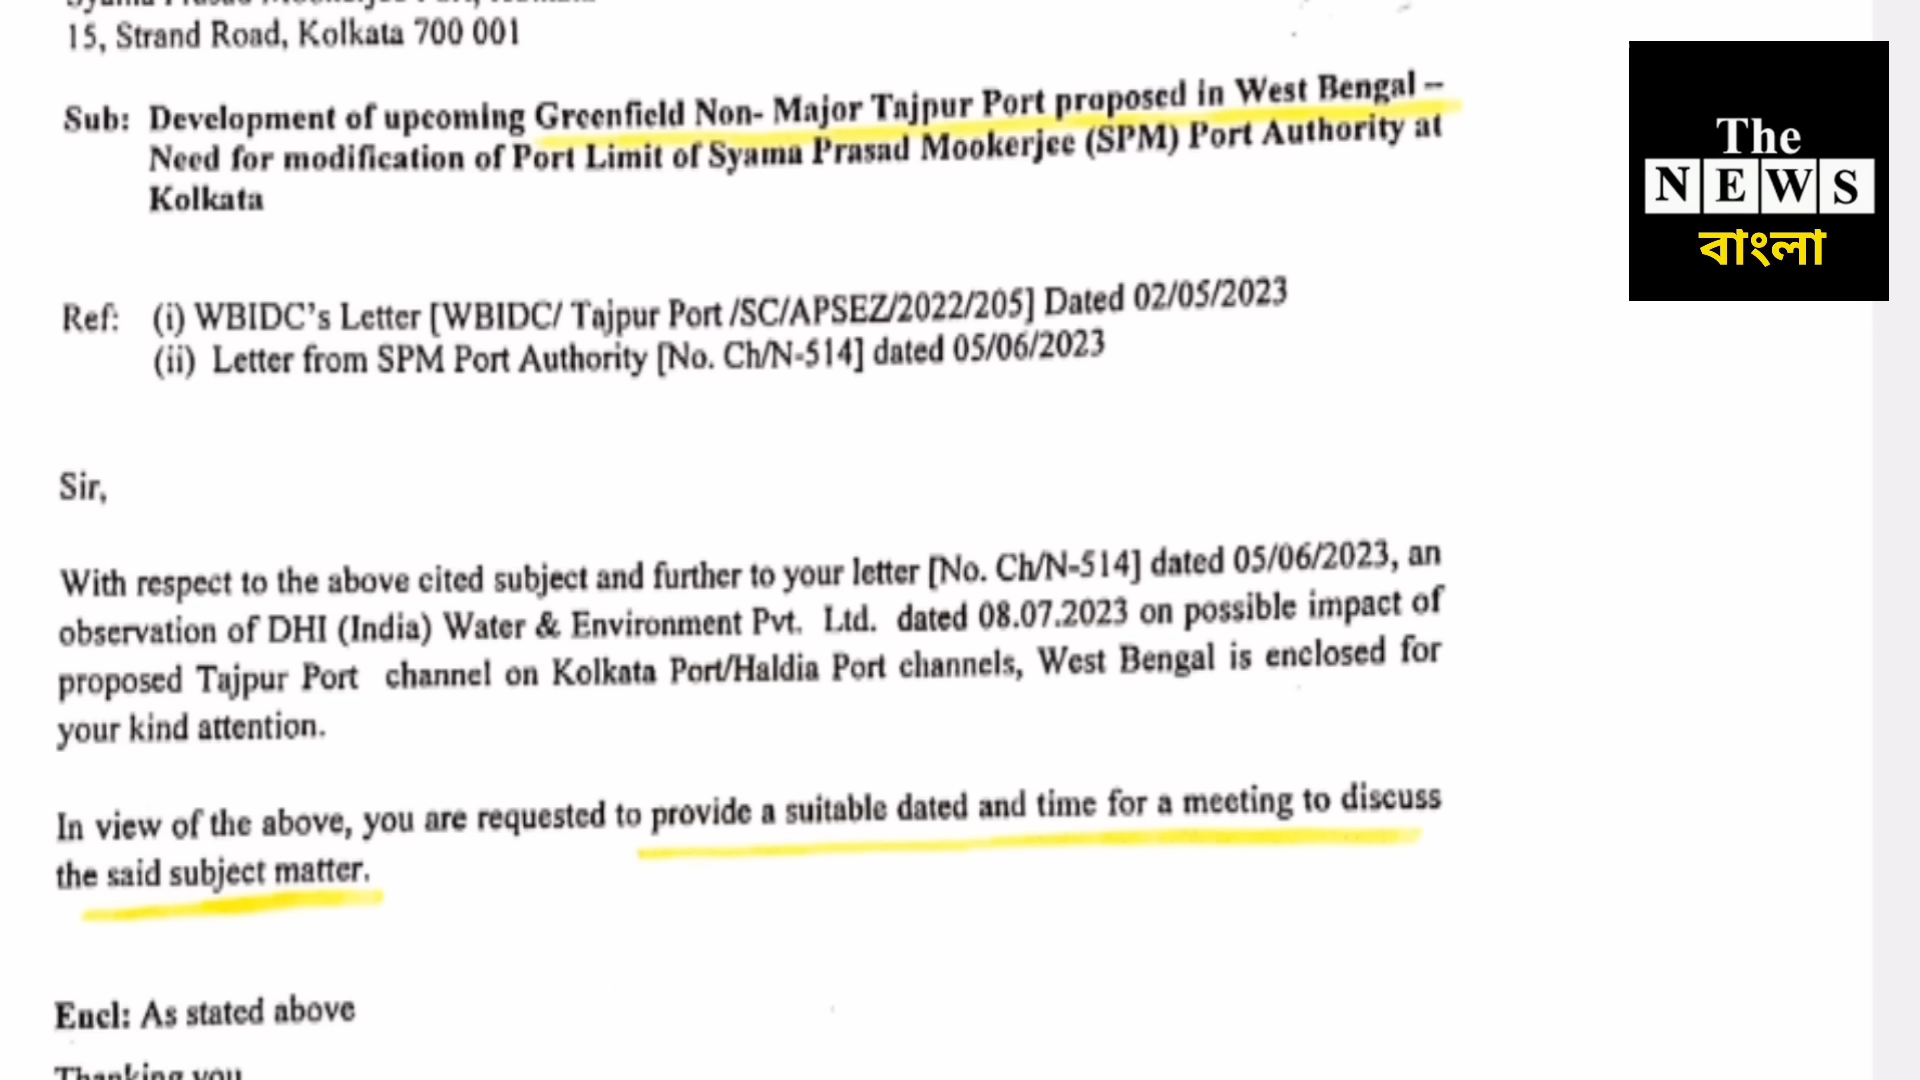 15, Strand Road, Kolkata 700 001
Sub: Development of upcoming Greenfield Non- Major Tajpur Port proposed in West Bengal –
Need for modification of Port Limit of Syama Prasad Mookerjee (SPM) Port Authority at
Kolkata
Ref: (i) WBIDC's Letter [WBIDC/ Tajpur Port /SC/APSEZ/2022/205] Dated 02/05/2023
(ii) Letter from SPM Port Authority [No. Ch/N-514] dated 05/06/2023
Sir,
With respect to the above cited subject and further to your letter [No. Ch/N-514] dated 05/06/2023, an
observation of DHI (India) Water & Environment Pvt. Ltd. dated 08.07.2023 on possible impact of
proposed Tajpur Port channel on Kolkata Port/Haldia Port channels, West Bengal is enclosed for
your kind attention.
In view of the above, you are requested to provide a suitable dated and time for a meeting to discuss
the said subject matter.
Encl: As stated above
Thanking you
The
NEWS
বাংলা